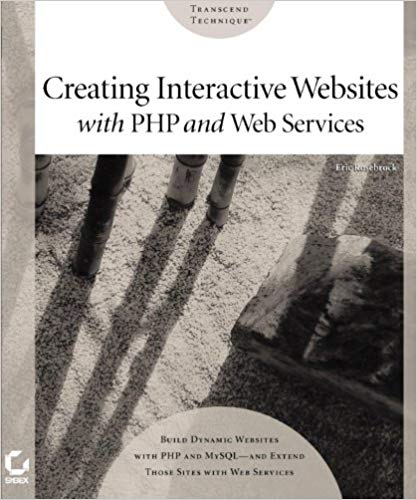 TRANSCEND
TECHNIQUE™
Creating Interactive Websites
with PHP and Web Services
Eric Rosebrock
BUILD DYNAMIC WEBSITES
WITH PHP AND MYSQL—AND EXTEND
THOSE SITES WITH WEB SERVICES
SYBEX